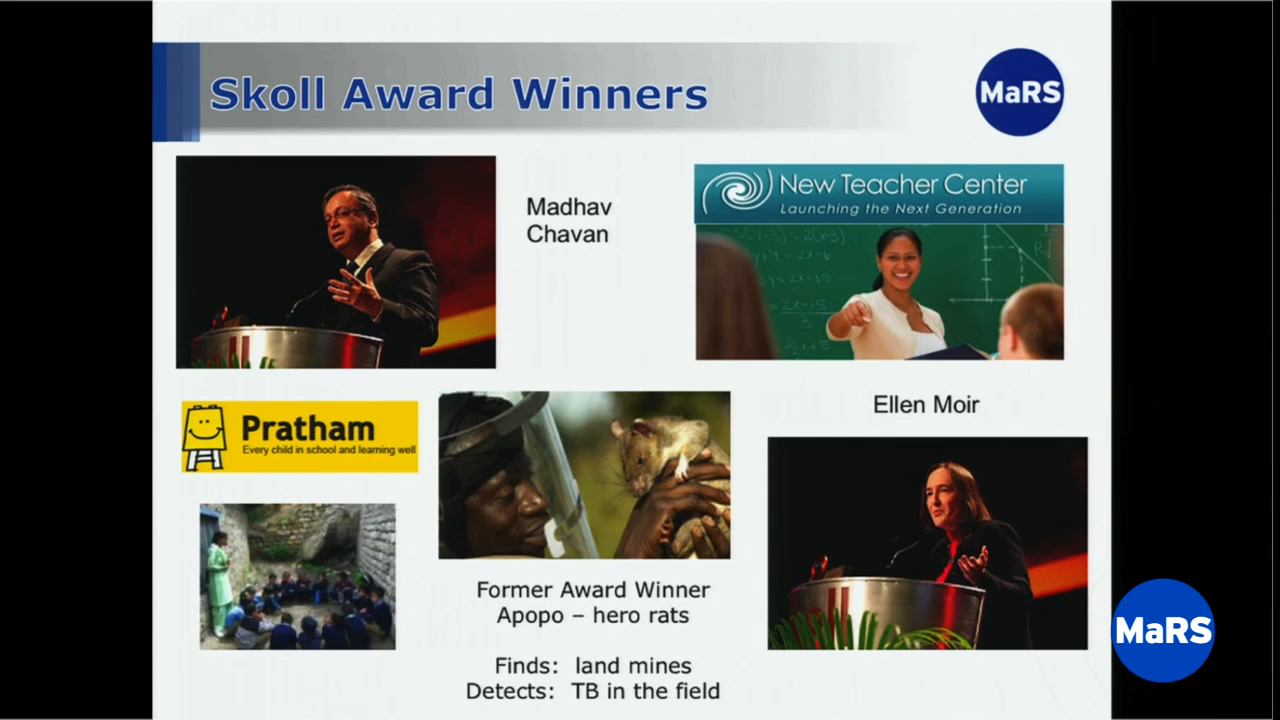 Skoll Award Winners
MaRS
Madhav
Chavan
New Teacher Center
Launching the Next Generation
Pratham
Every child in school and learning well
Ellen Moir
Former Award Winner
Apopo – hero rats
Finds: land mines
Detects: TB in the field
MaRS